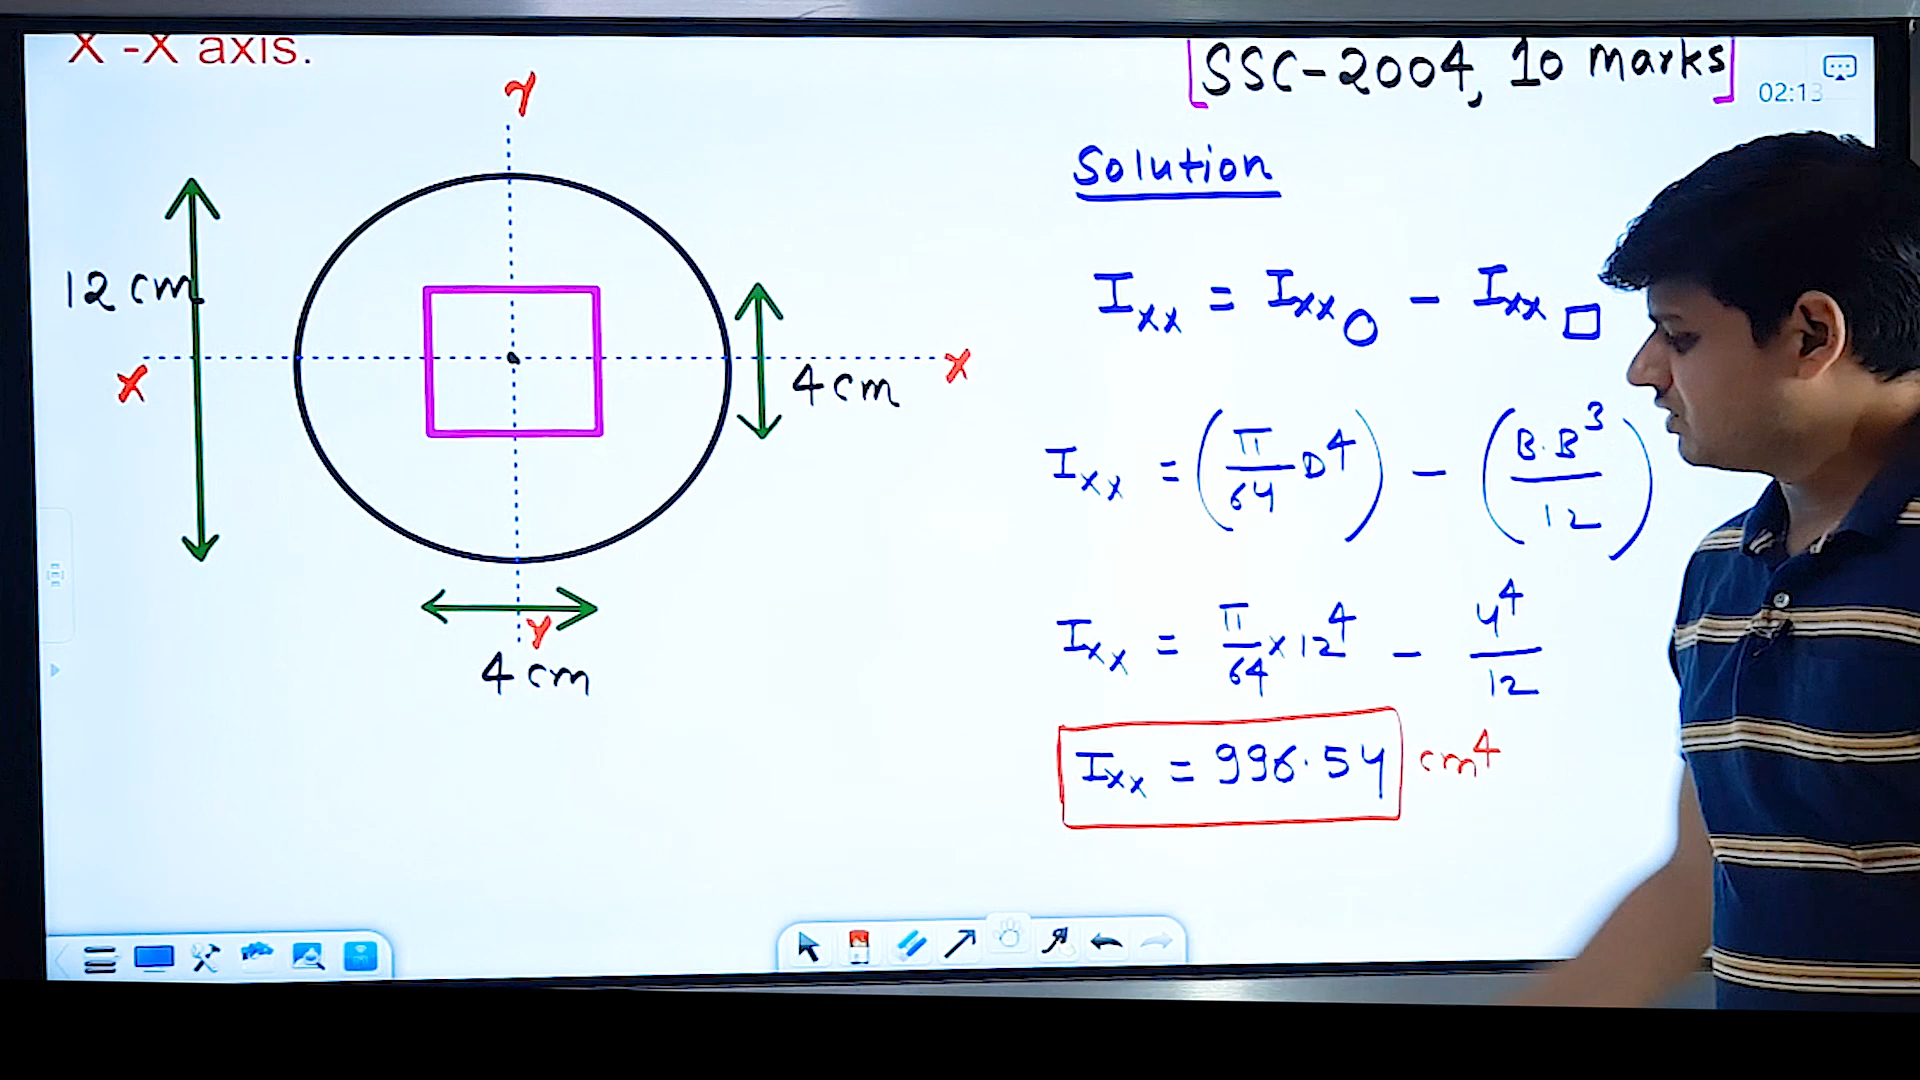 X -X axis.
[SSC-2004, 10 marks]
02:13
Y
12 cm
X
X
4 cm
Y
4 cm
Solution
Ixx = Ixx○ - Ixx□
Ixx = (π/64 D⁴) - (B.B³/12)
Ixx = π/64 × 12⁴ - 4⁴/12
Ixx = 996.54 cm⁴